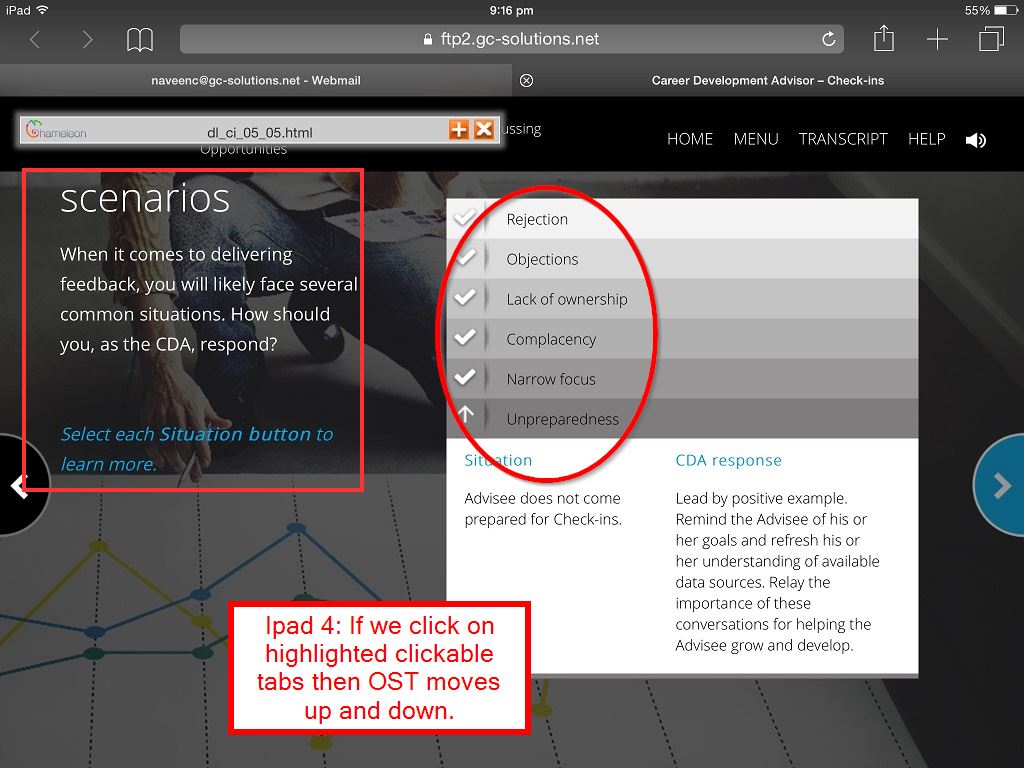 iPad
9:16 pm
55%
ftp2.gc-solutions.net
naveenc@gc-solutions.net - Webmail
Career Development Advisor – Check-ins
chameleon
dl_ci_05_05.html
ussing
Opportunities
HOME MENU TRANSCRIPT HELP
scenarios
When it comes to delivering
feedback, you will likely face several
common situations. How should
you, as the CDA, respond?
Select each Situation button to
learn more.
Rejection
Objections
Lack of ownership
Complacency
Narrow focus
Unpreparedness
Situation
Advisee does not come
prepared for Check-ins.
CDA response
Lead by positive example.
Remind the Advisee of his or
her goals and refresh his or
her understanding of available
data sources. Relay the
importance of these
conversations for helping the
Advisee grow and develop.
Ipad 4: If we click on
highlighted clickable
tabs then OST moves
up and down.